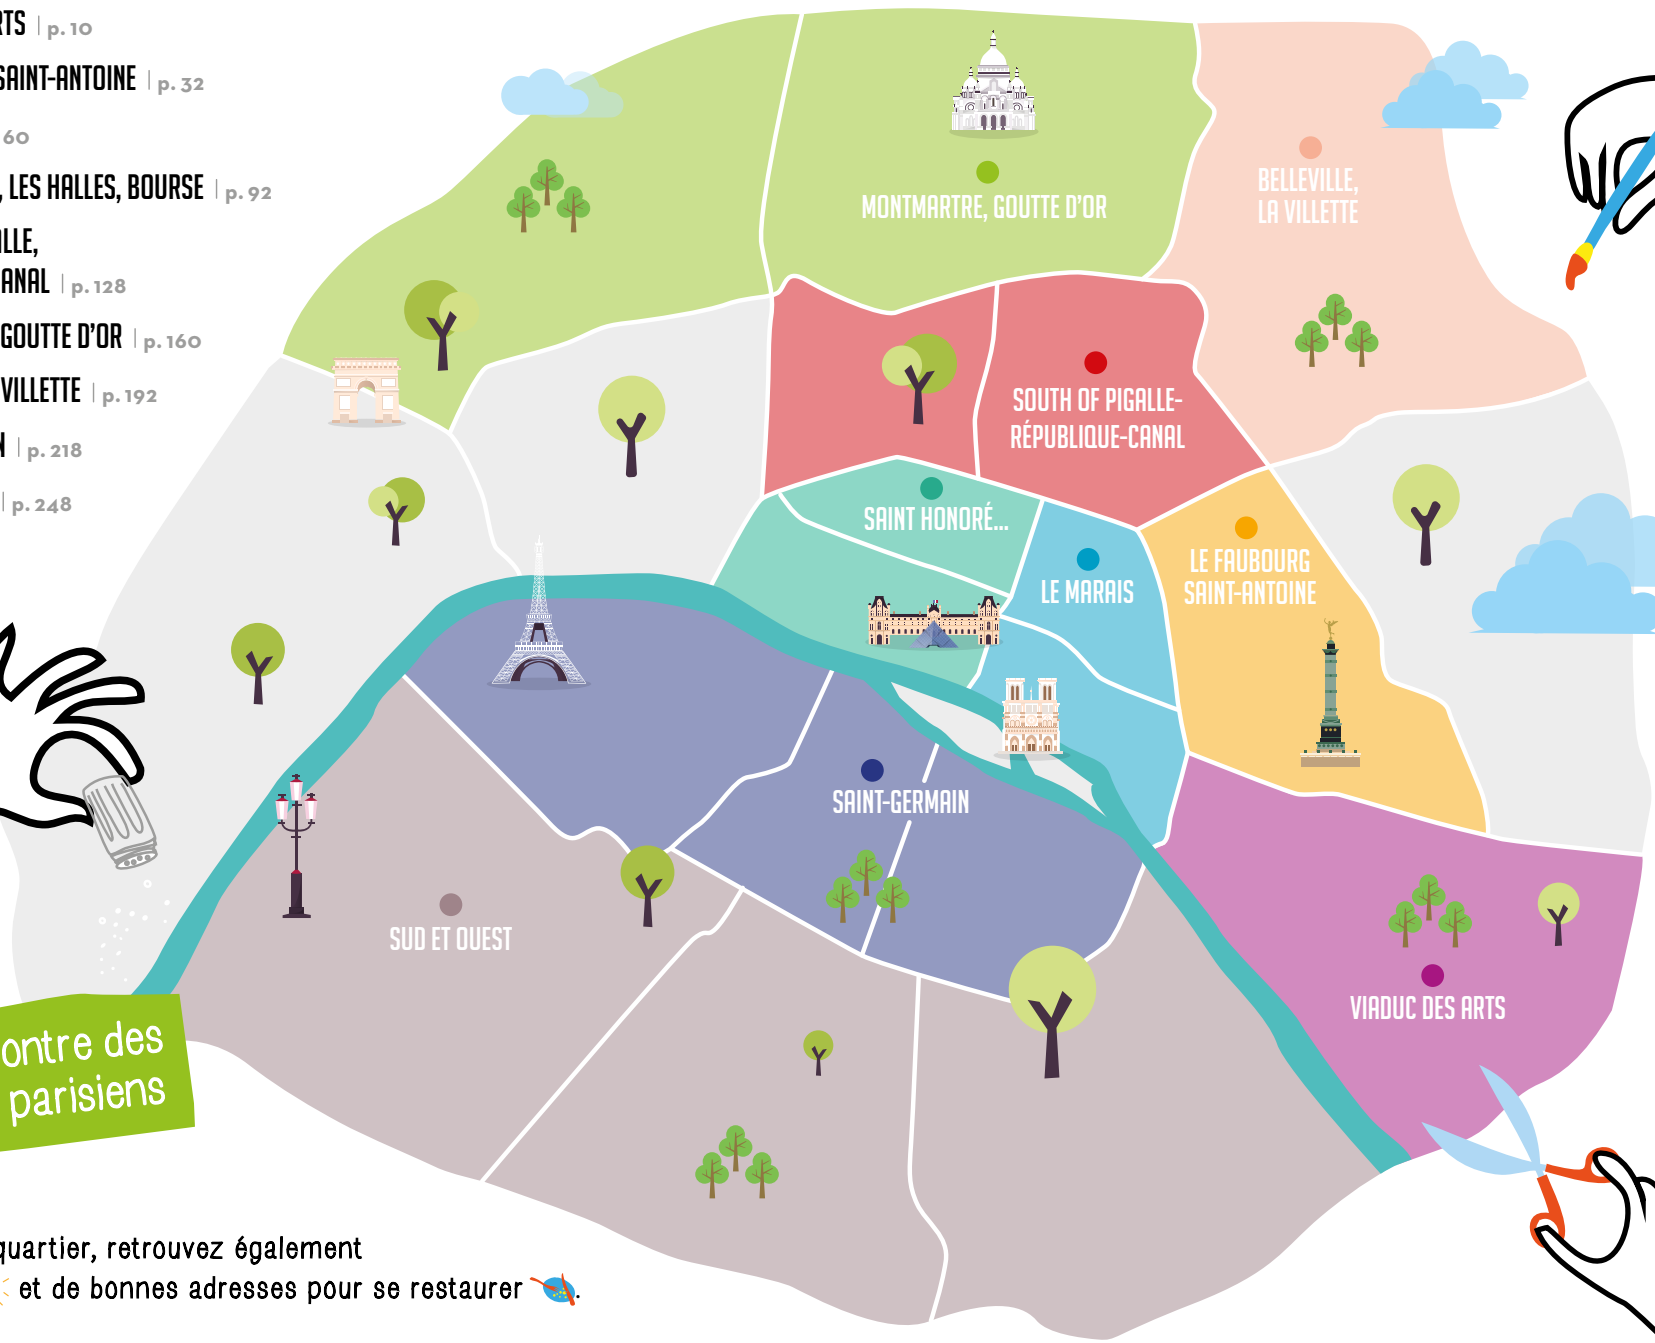 RTS | p. 10
SAINT-ANTOINE | p. 32
60
, LES HALLES, BOURSE | p. 92
ALLE,
ANAL | p. 128
GOUTTE D'OR | p. 160
VILLETTE | p. 192
N | p. 218
| p. 248
MONTMARTRE, GOUTTE D'OR
BELLEVILLE,
LA VILLETTE
SOUTH OF PIGALLE-
RÉPUBLIQUE-CANAL
SAINT HONORÉ...
LE MARAIS
LE FAUBOURG
SAINT-ANTOINE
SAINT-GERMAIN
SUD ET OUEST
VIADUC DES ARTS
ontre des
parisiens
quartier, retrouvez également
et de bonnes adresses pour se restaurer .